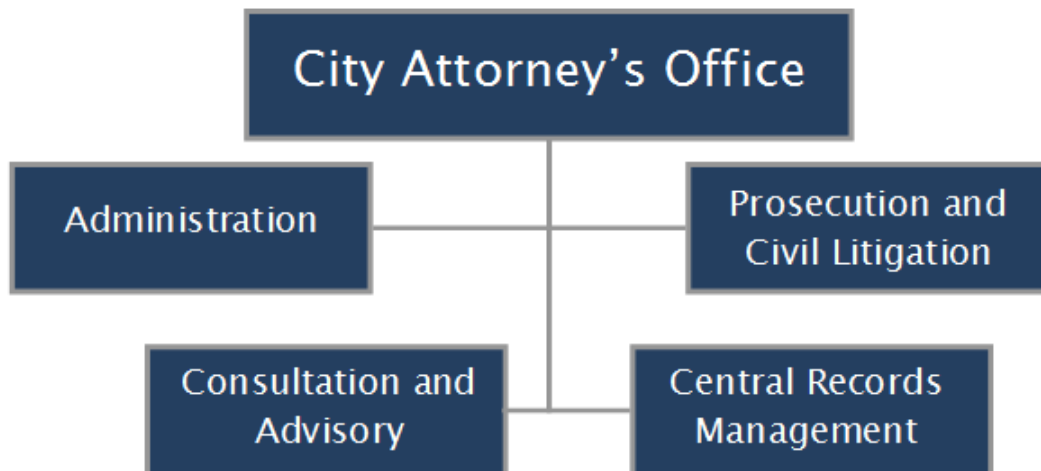 City Attorney’s Office
Administration
Prosecution and
Civil Litigation
Consultation and
Advisory
Central Records
Management